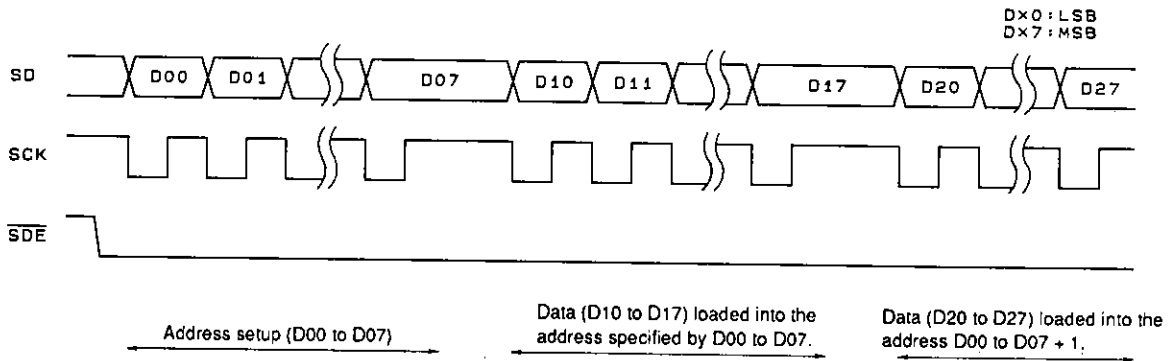 D×0:LSB
D×7:MSB
SD D00 D01 D07 D10 D11 D17 D20 D27
SCK
SDE
Address setup (D00 to D07)
Data (D10 to D17) loaded into the
address specified by D00 to D07.
Data (D20 to D27) loaded into the
address D00 to D07 + 1.